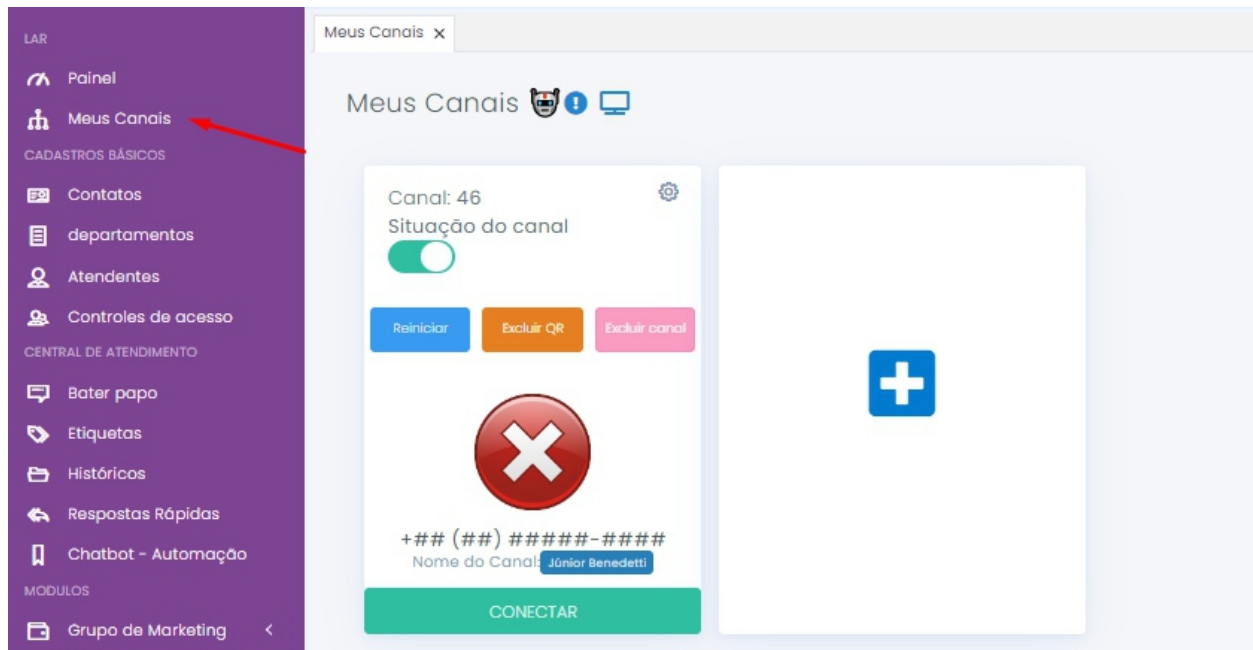 LAR
Painel
Meus Canais
CADASTROS BÁSICOS
Contatos
departamentos
Atendentes
Controles de acesso
CENTRAL DE ATENDIMENTO
Bater papo
Etiquetas
Históricos
Respostas Rápidas
Chatbot - Automação
MODULOS
Grupo de Marketing
Meus Canais
Meus Canais
Canal: 46
Situação do canal
Reiniciar Excluir QR Excluir canal
+## (##) #####-####
Nome do Canal: Júnior Benedetti
CONECTAR